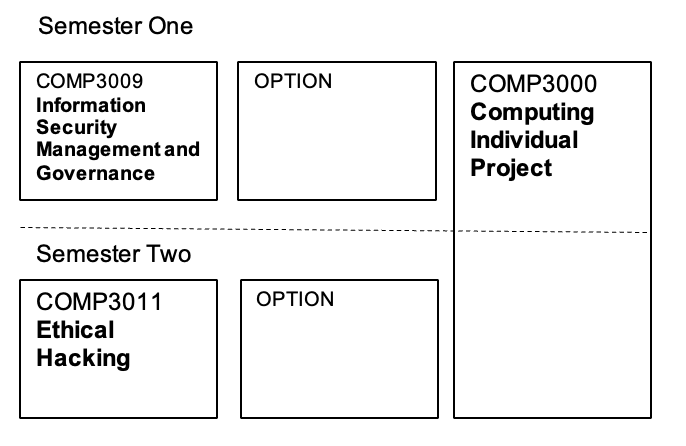 Semester One
COMP3009
Information
Security
Management and
Governance
OPTION
COMP3000
Computing
Individual
Project
Semester Two
COMP3011
Ethical
Hacking
OPTION